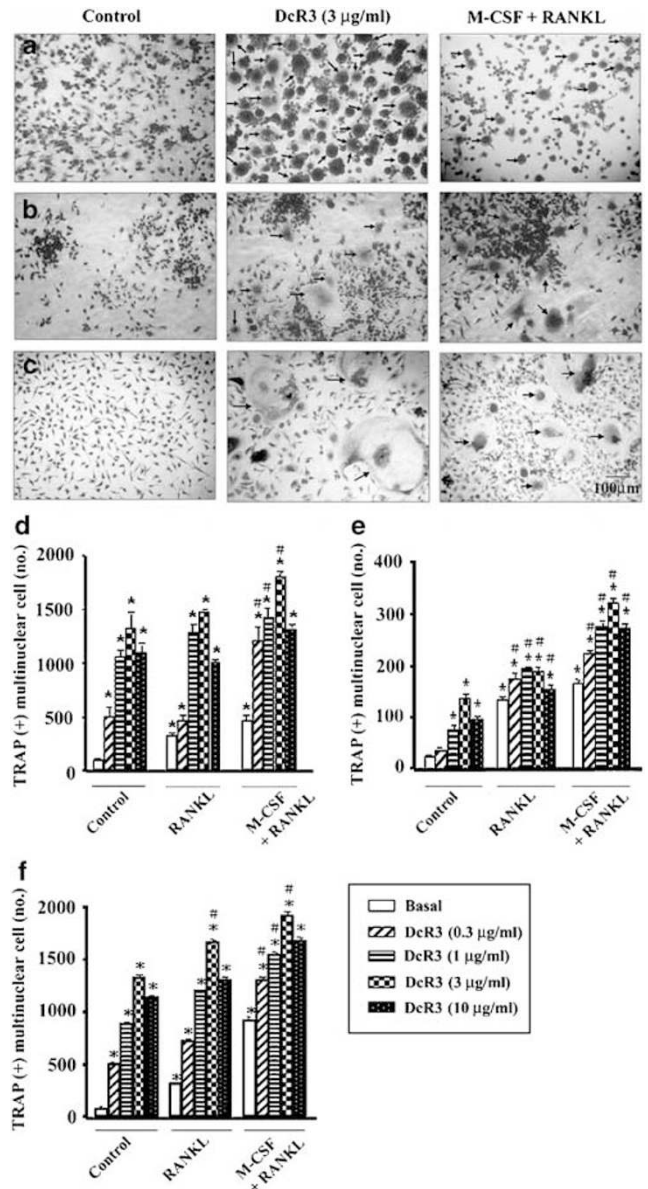 Control DcR3 (3 μg/ml) M-CSF + RANKL
a
b
c
100μm
d
TRAP (+) multinuclear cell (no.)
2000
1500
1000
500
0
* * * * * * * * * #* #* #* *
Control RANKL M-CSF + RANKL
e
TRAP (+) multinuclear cell (no.)
400
300
200
100
0
* * * * #* #* #* #* * #* #* #* #*
Control RANKL M-CSF + RANKL
f
TRAP (+) multinuclear cell (no.)
2000
1500
1000
500
0
* * * * * * * #* * * #* #* #* *
Control RANKL M-CSF + RANKL
Basal
DcR3 (0.3 μg/ml)
DcR3 (1 μg/ml)
DcR3 (3 μg/ml)
DcR3 (10 μg/ml)